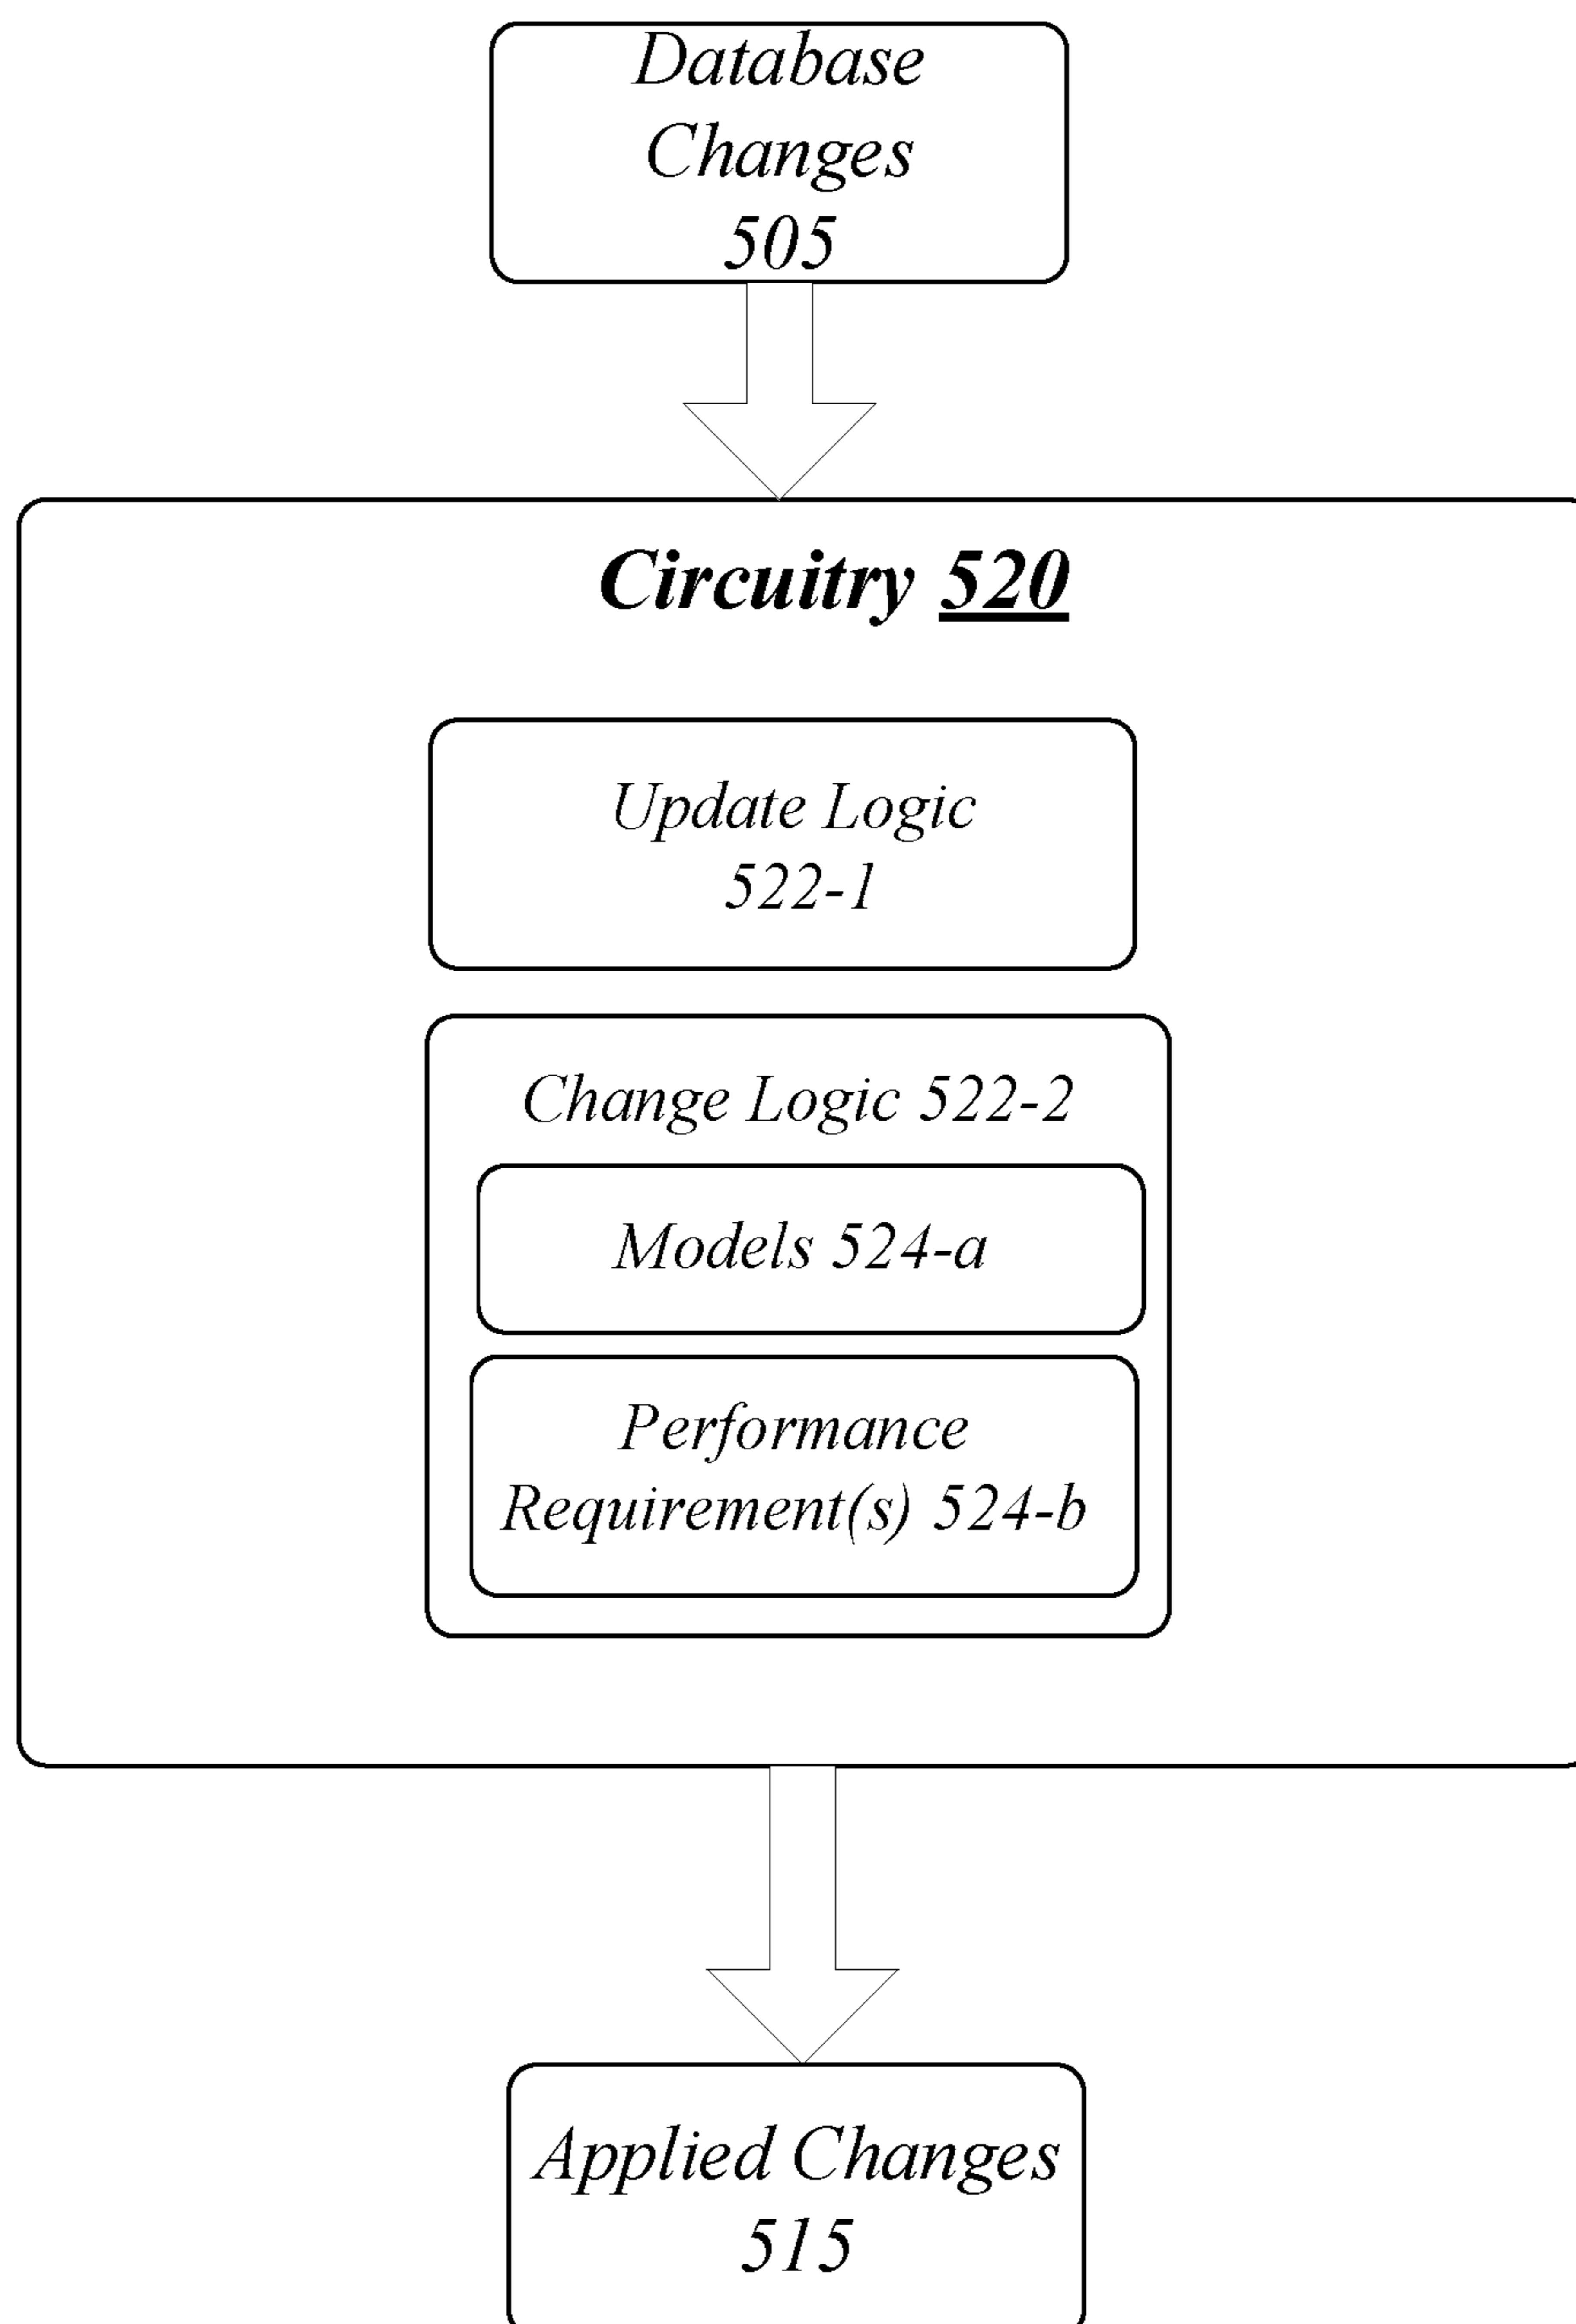 Database
Changes
505
Circuitry 520
Update Logic
522-1
Change Logic 522-2
Models 524-a
Performance
Requirement(s) 524-b
Applied Changes
515